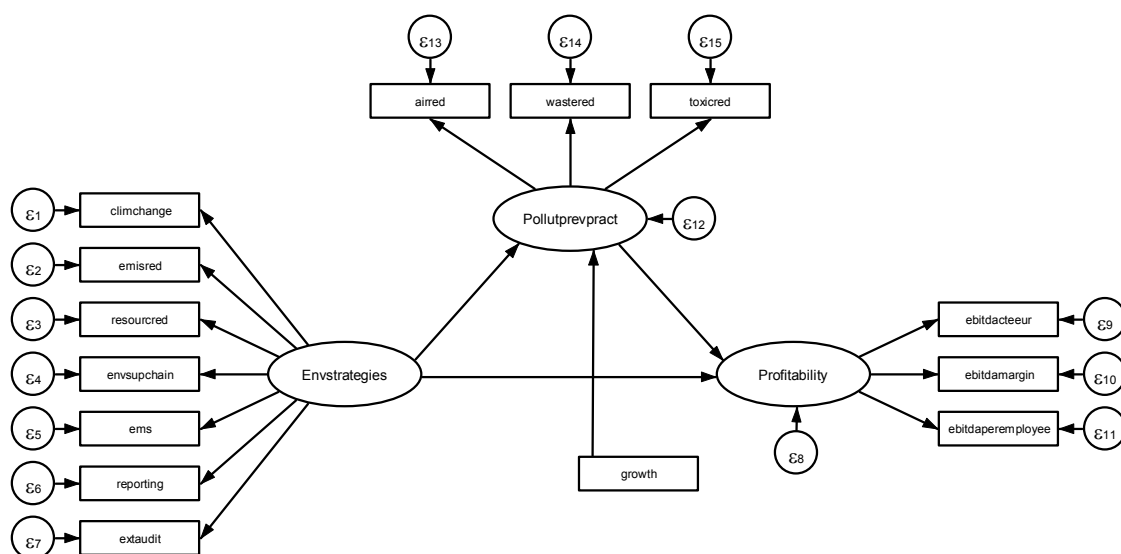 ε13
ε14
ε15
airred
wastered
toxicred
ε1
climchange
Pollutprevpract
ε12
ε2
emisred
ε3
resourcred
ebitdacteeur
ε9
ε4
envsupchain
Envstrategies
Profitability
ebitdamargin
ε10
ε5
ems
ebitdaperemployee
ε11
ε8
growth
ε6
reporting
ε7
extaudit